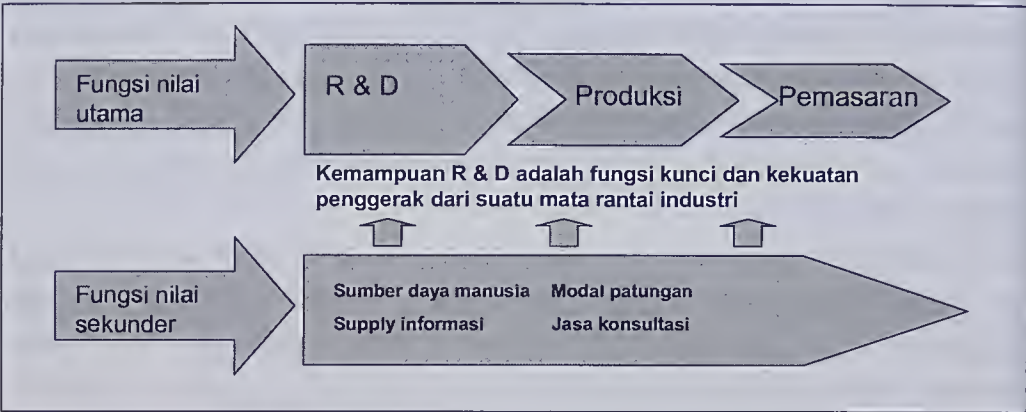 Fungsi nilai
utama
R & D
Produksi
Pemasaran
Kemampuan R & D adalah fungsi kunci dan kekuatan
penggerak dari suatu mata rantai industri
Fungsi nilai
sekunder
Sumber daya manusia Modal patungan
Supply informasi Jasa konsultasi